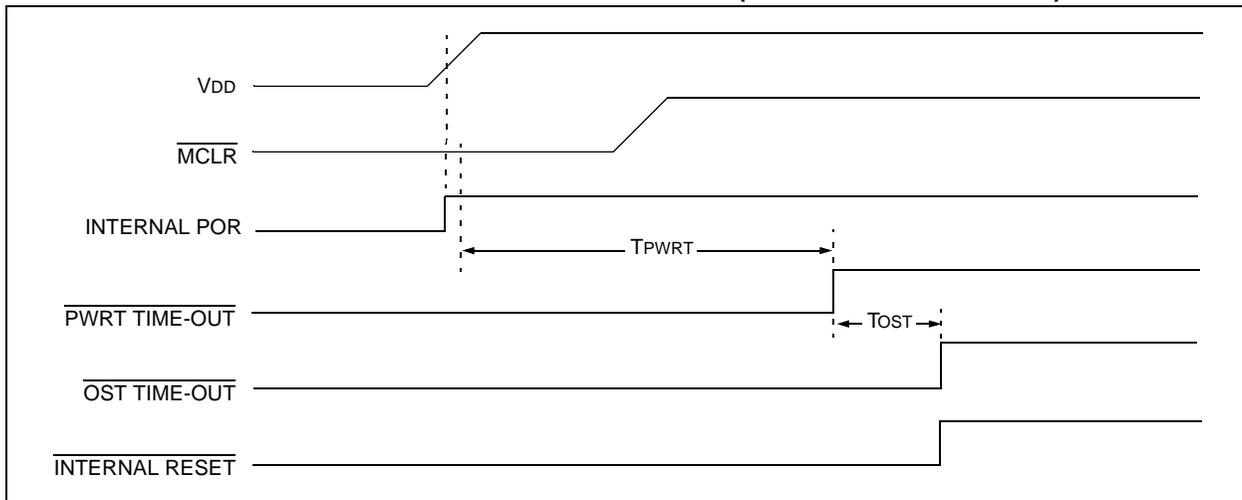 VDD
MCLR
INTERNAL POR
TPWRT
PWRT TIME-OUT
TOST
OST TIME-OUT
INTERNAL RESET